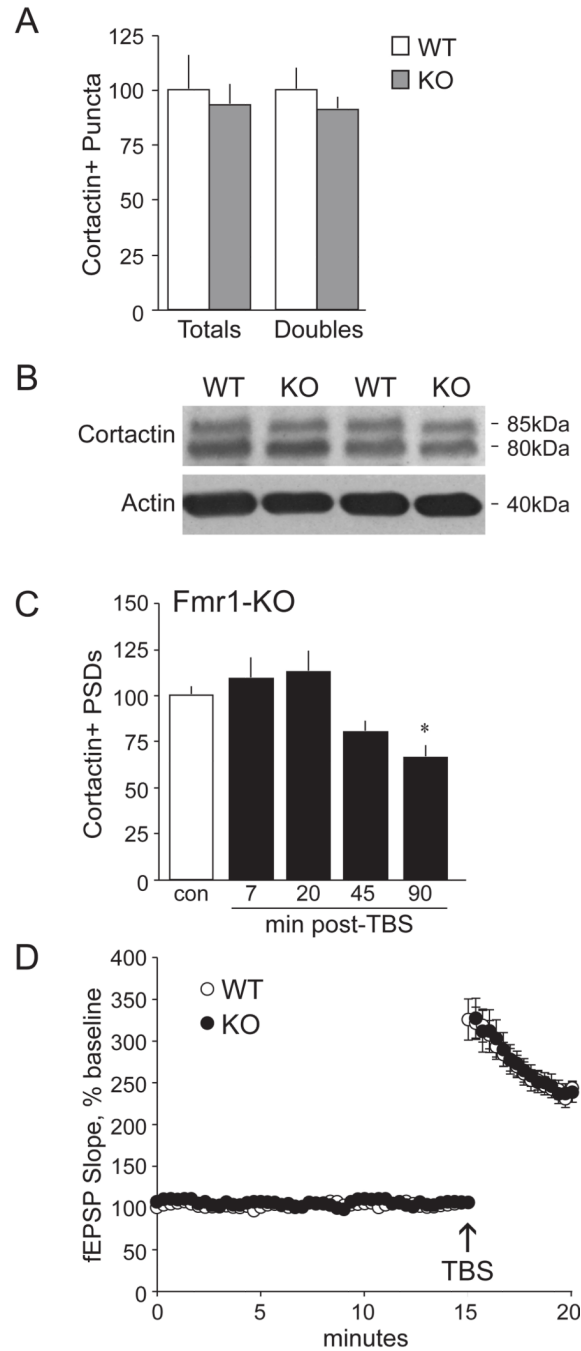 A
Cortactin+ Puncta
125
100
75
50
25
0
WT
KO
Totals Doubles
B
WT KO WT KO
Cortactin
- 85kDa
- 80kDa
Actin
- 40kDa
C
Fmr1-KO
Cortactin+ PSDs
150
125
100
75
50
25
0
*
con 7 20 45 90
min post-TBS
D
fEPSP Slope, % baseline
400
350
300
250
200
150
100
50
0
WT
KO
↑
TBS
0 5 10 15 20
minutes